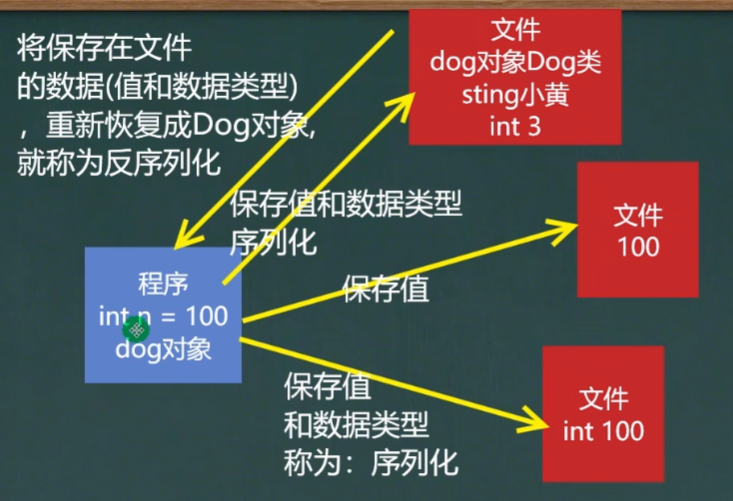 将保存在文件
的数据(值和数据类型)
，重新恢复成Dog对象,
就称为反序列化
文件
dog对象Dog类
sting小黄
int 3
保存值和数据类型
序列化
文件
100
保存值
程序
int n = 100
dog对象
保存值
和数据类型
称为：序列化
文件
int 100